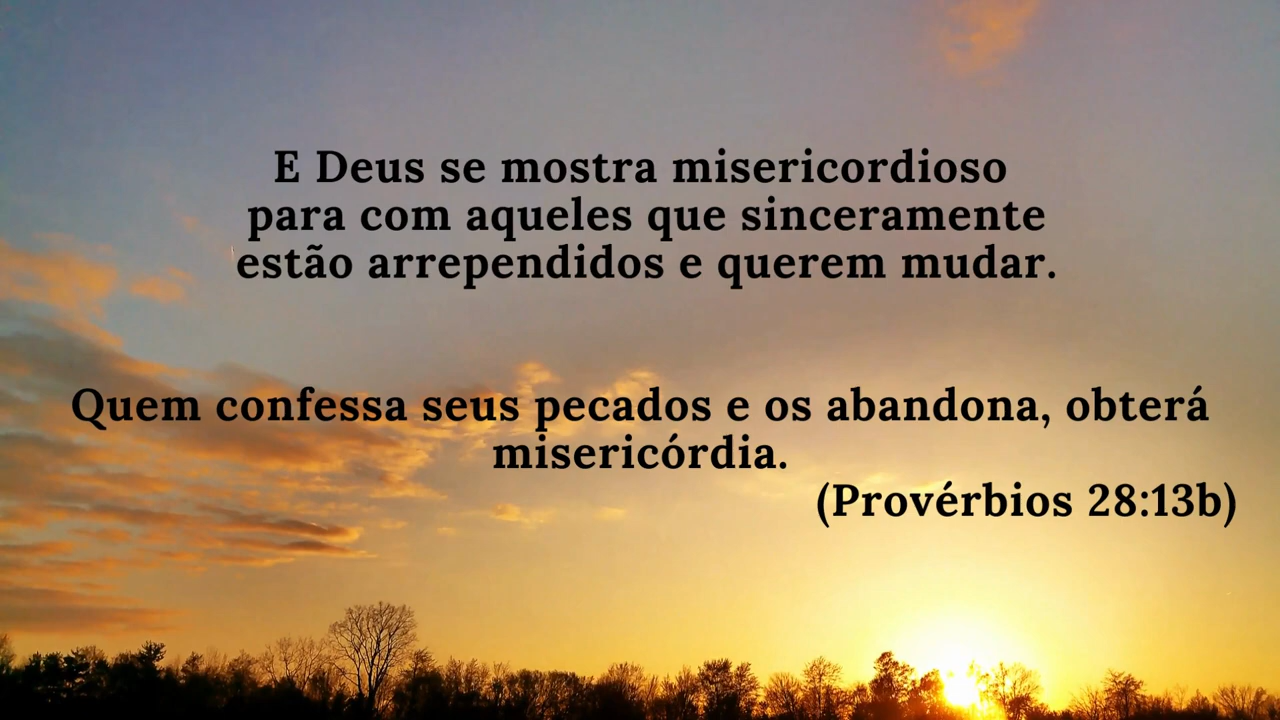 E Deus se mostra misericordioso
para com aqueles que sinceramente
estão arrependidos e querem mudar.
Quem confessa seus pecados e os abandona, obterá
misericórdia.
(Provérbios 28:13b)